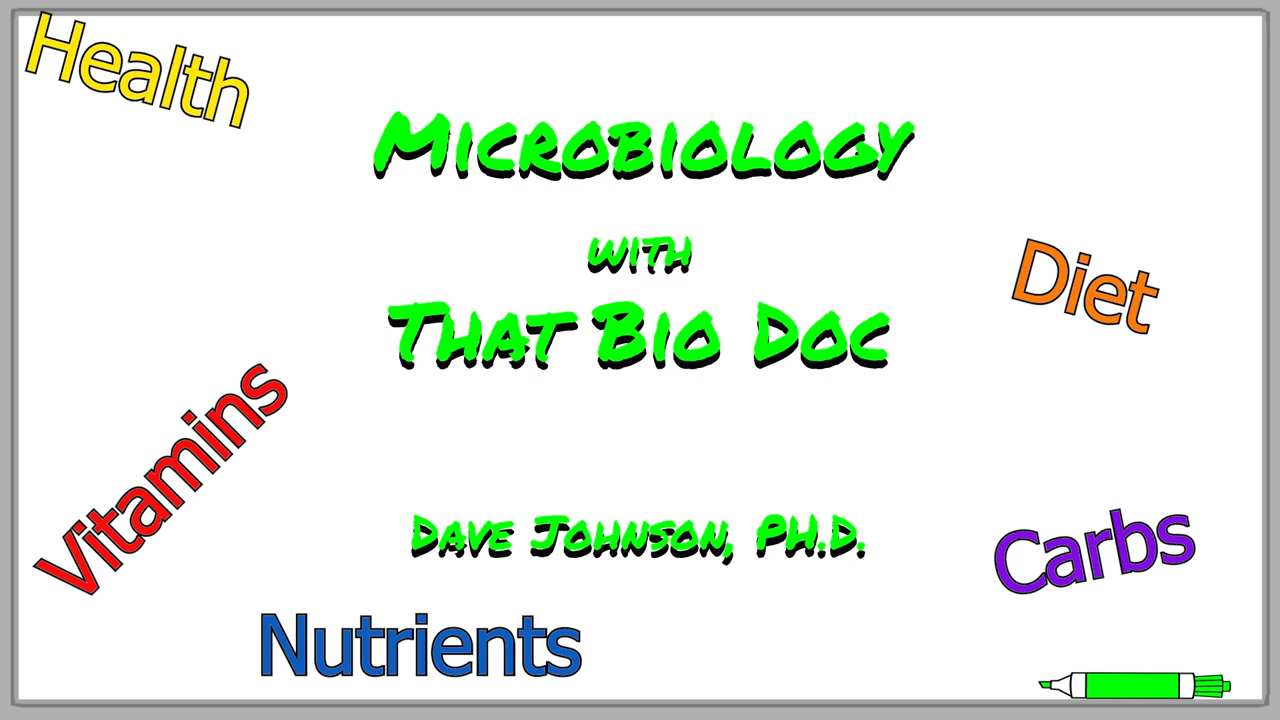 Health
Microbiology
with
That Bio Doc
Diet
Vitamins
Dave Johnson, PH.D.
Carbs
Nutrients